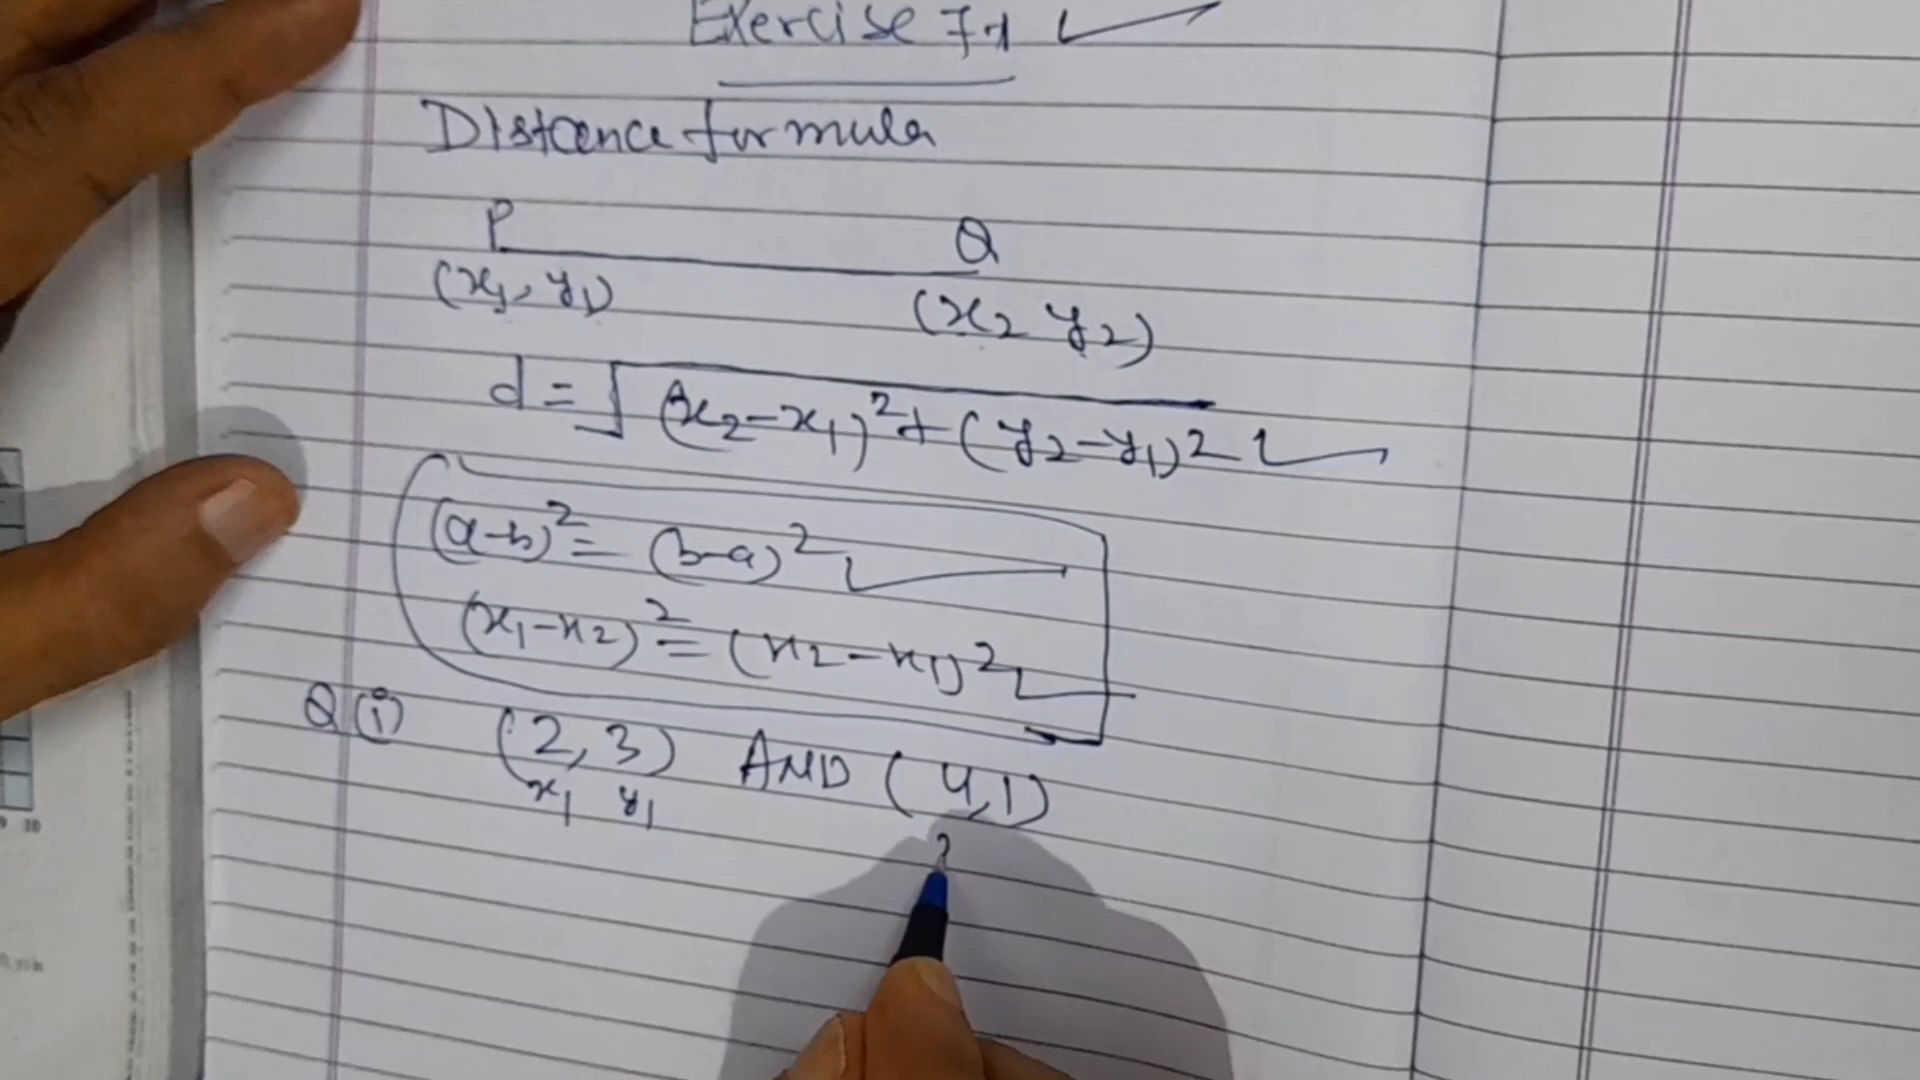 Exercise 7.1
Distance formula
P Q
(x₁, y₁) (x₂ y₂)
d = √(x₂-x₁)²+(y₂-y₁)²
(a-b)² = (b-a)²
(x₁-x₂)² = (x₂-x₁)²
Q (i) (2,3) AND (4,1)
x₁ y₁
10